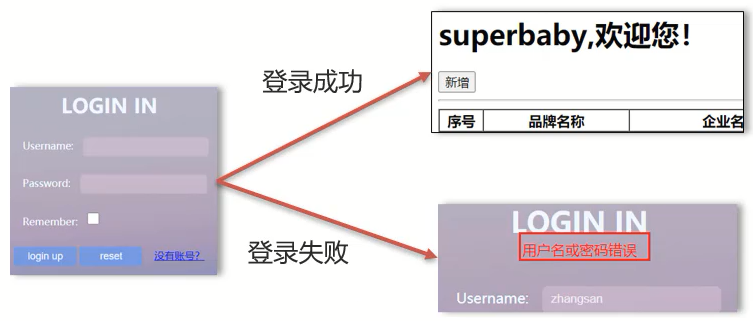 LOGIN IN
Username:
Password:
Remember:
login up reset 没有账号？
登录成功
登录失败
superbaby,欢迎您！
新增
序号 品牌名称 企业名
LOGIN IN
用户名或密码错误
Username: zhangsan